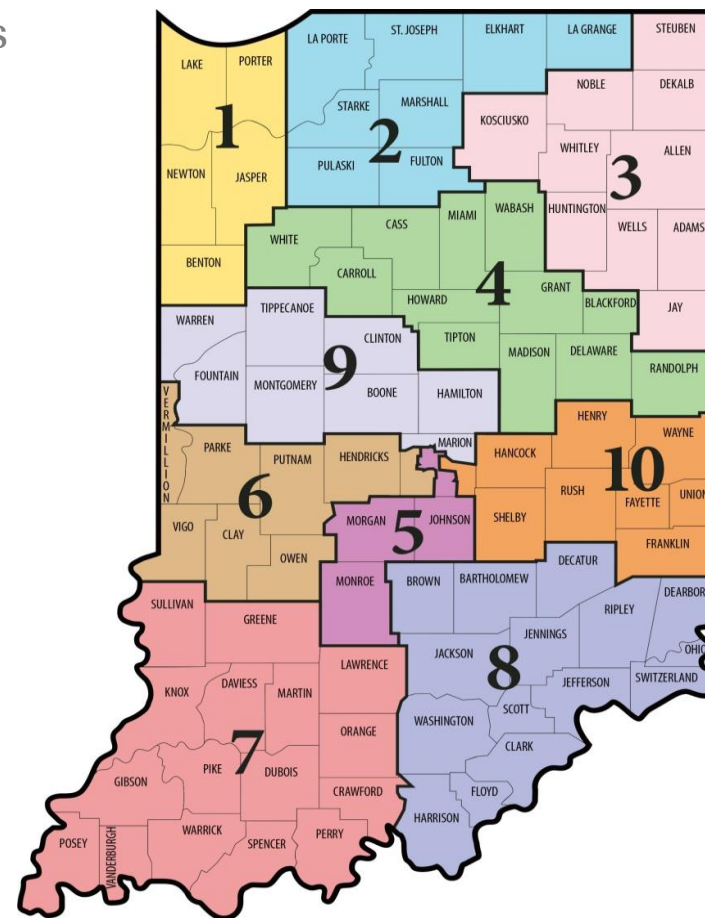 S
LAKE
PORTER
NEWTON
JASPER
BENTON
1
LA PORTE
ST. JOSEPH
ELKHART
LA GRANGE
STARKE
MARSHALL
PULASKI
FULTON
2
STEUBEN
NOBLE
DEKALB
KOSCIUSKO
WHITLEY
ALLEN
HUNTINGTON
WELLS
ADAMS
JAY
3
WHITE
CASS
MIAMI
WABASH
CARROLL
HOWARD
GRANT
BLACKFORD
TIPTON
MADISON
DELAWARE
RANDOLPH
4
WARREN
TIPPECANOE
CLINTON
FOUNTAIN
MONTGOMERY
BOONE
HAMILTON
MARION
9
VERMILLION
PARKE
PUTNAM
HENDRICKS
VIGO
CLAY
OWEN
6
MORGAN
JOHNSON
MONROE
5
HENRY
WAYNE
HANCOCK
RUSH
FAYETTE
UNION
SHELBY
FRANKLIN
10
SULLIVAN
GREENE
LAWRENCE
KNOX
DAVIESS
MARTIN
ORANGE
GIBSON
PIKE
DUBOIS
CRAWFORD
POSEY
VANDERBURGH
WARRICK
SPENCER
PERRY
7
BROWN
BARTHOLOMEW
DECATUR
RIPLEY
DEARBOR
OHIO
JENNINGS
JACKSON
JEFFERSON
SWITZERLAND
SCOTT
WASHINGTON
CLARK
FLOYD
HARRISON
8